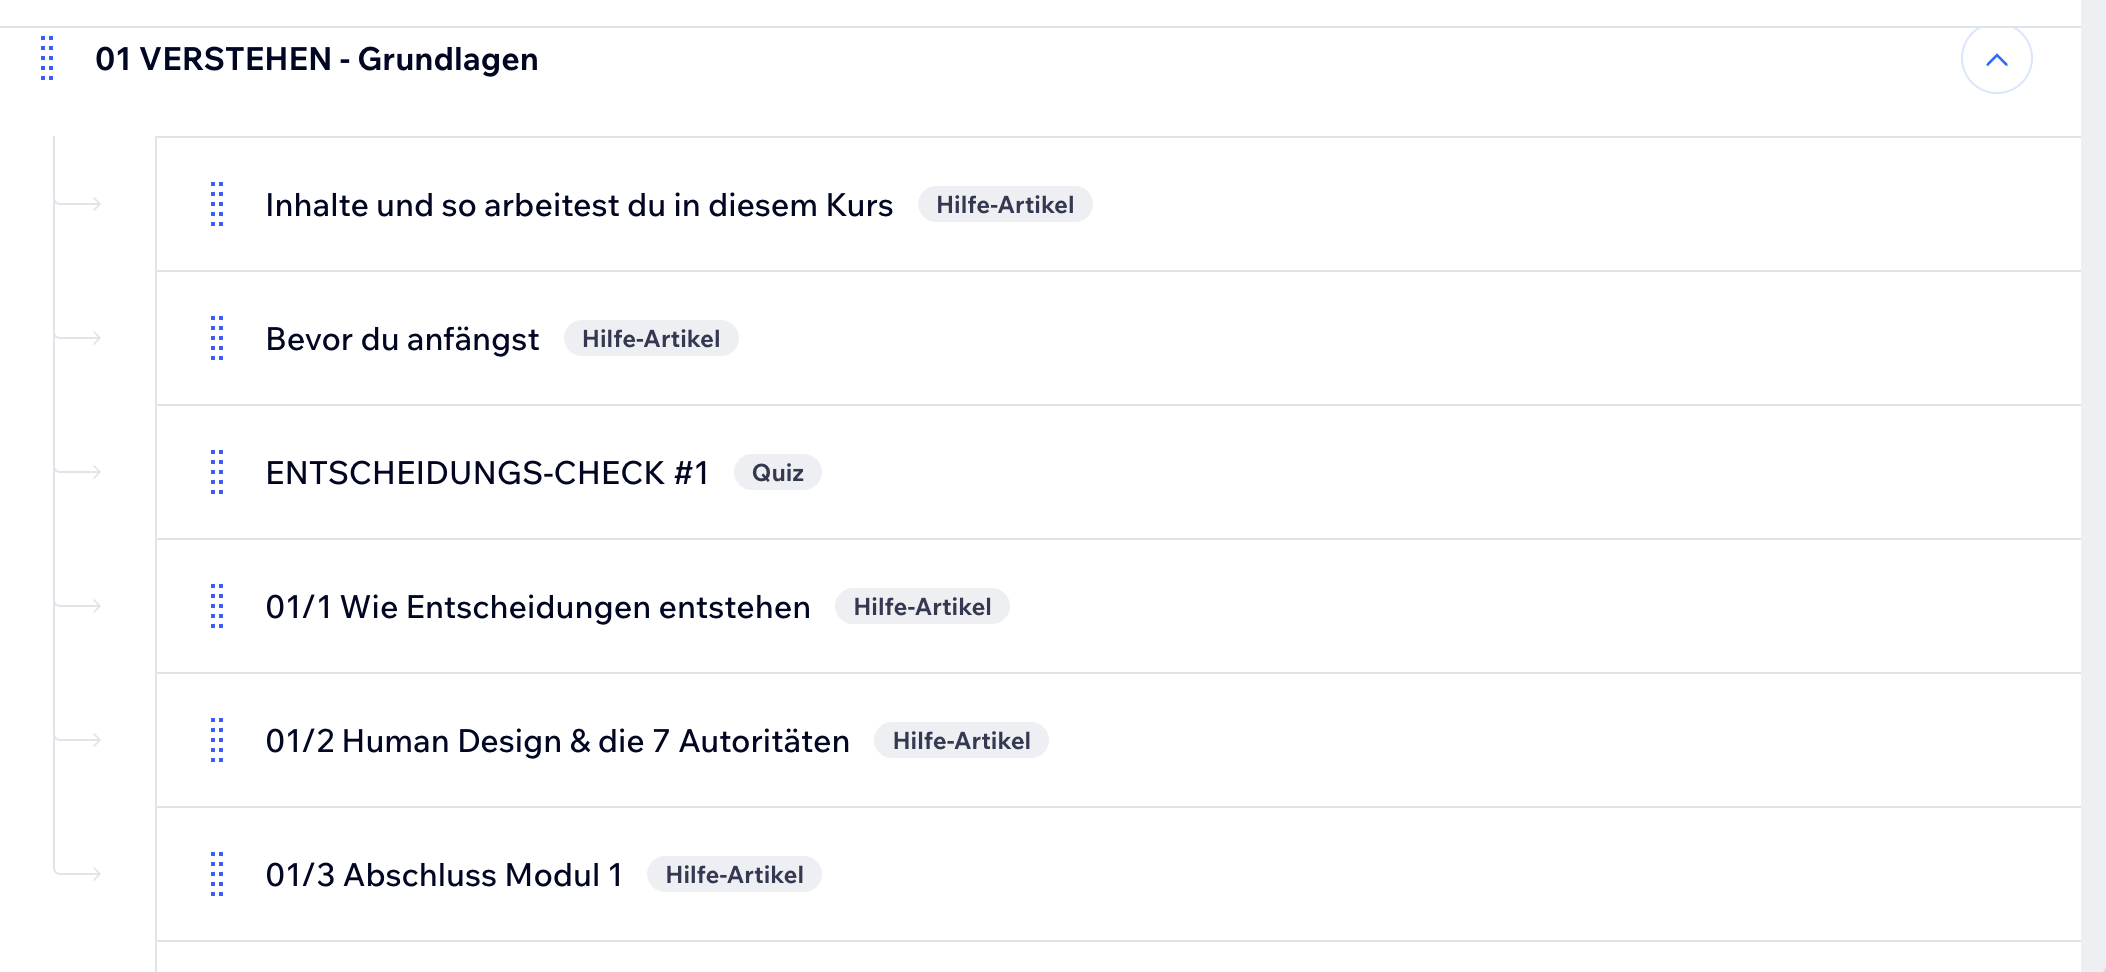 01 VERSTEHEN - Grundlagen
Inhalte und so arbeitest du in diesem Kurs Hilfe-Artikel
Bevor du anfängst Hilfe-Artikel
ENTSCHEIDUNGS-CHECK #1 Quiz
01/1 Wie Entscheidungen entstehen Hilfe-Artikel
01/2 Human Design & die 7 Autoritäten Hilfe-Artikel
01/3 Abschluss Modul 1 Hilfe-Artikel